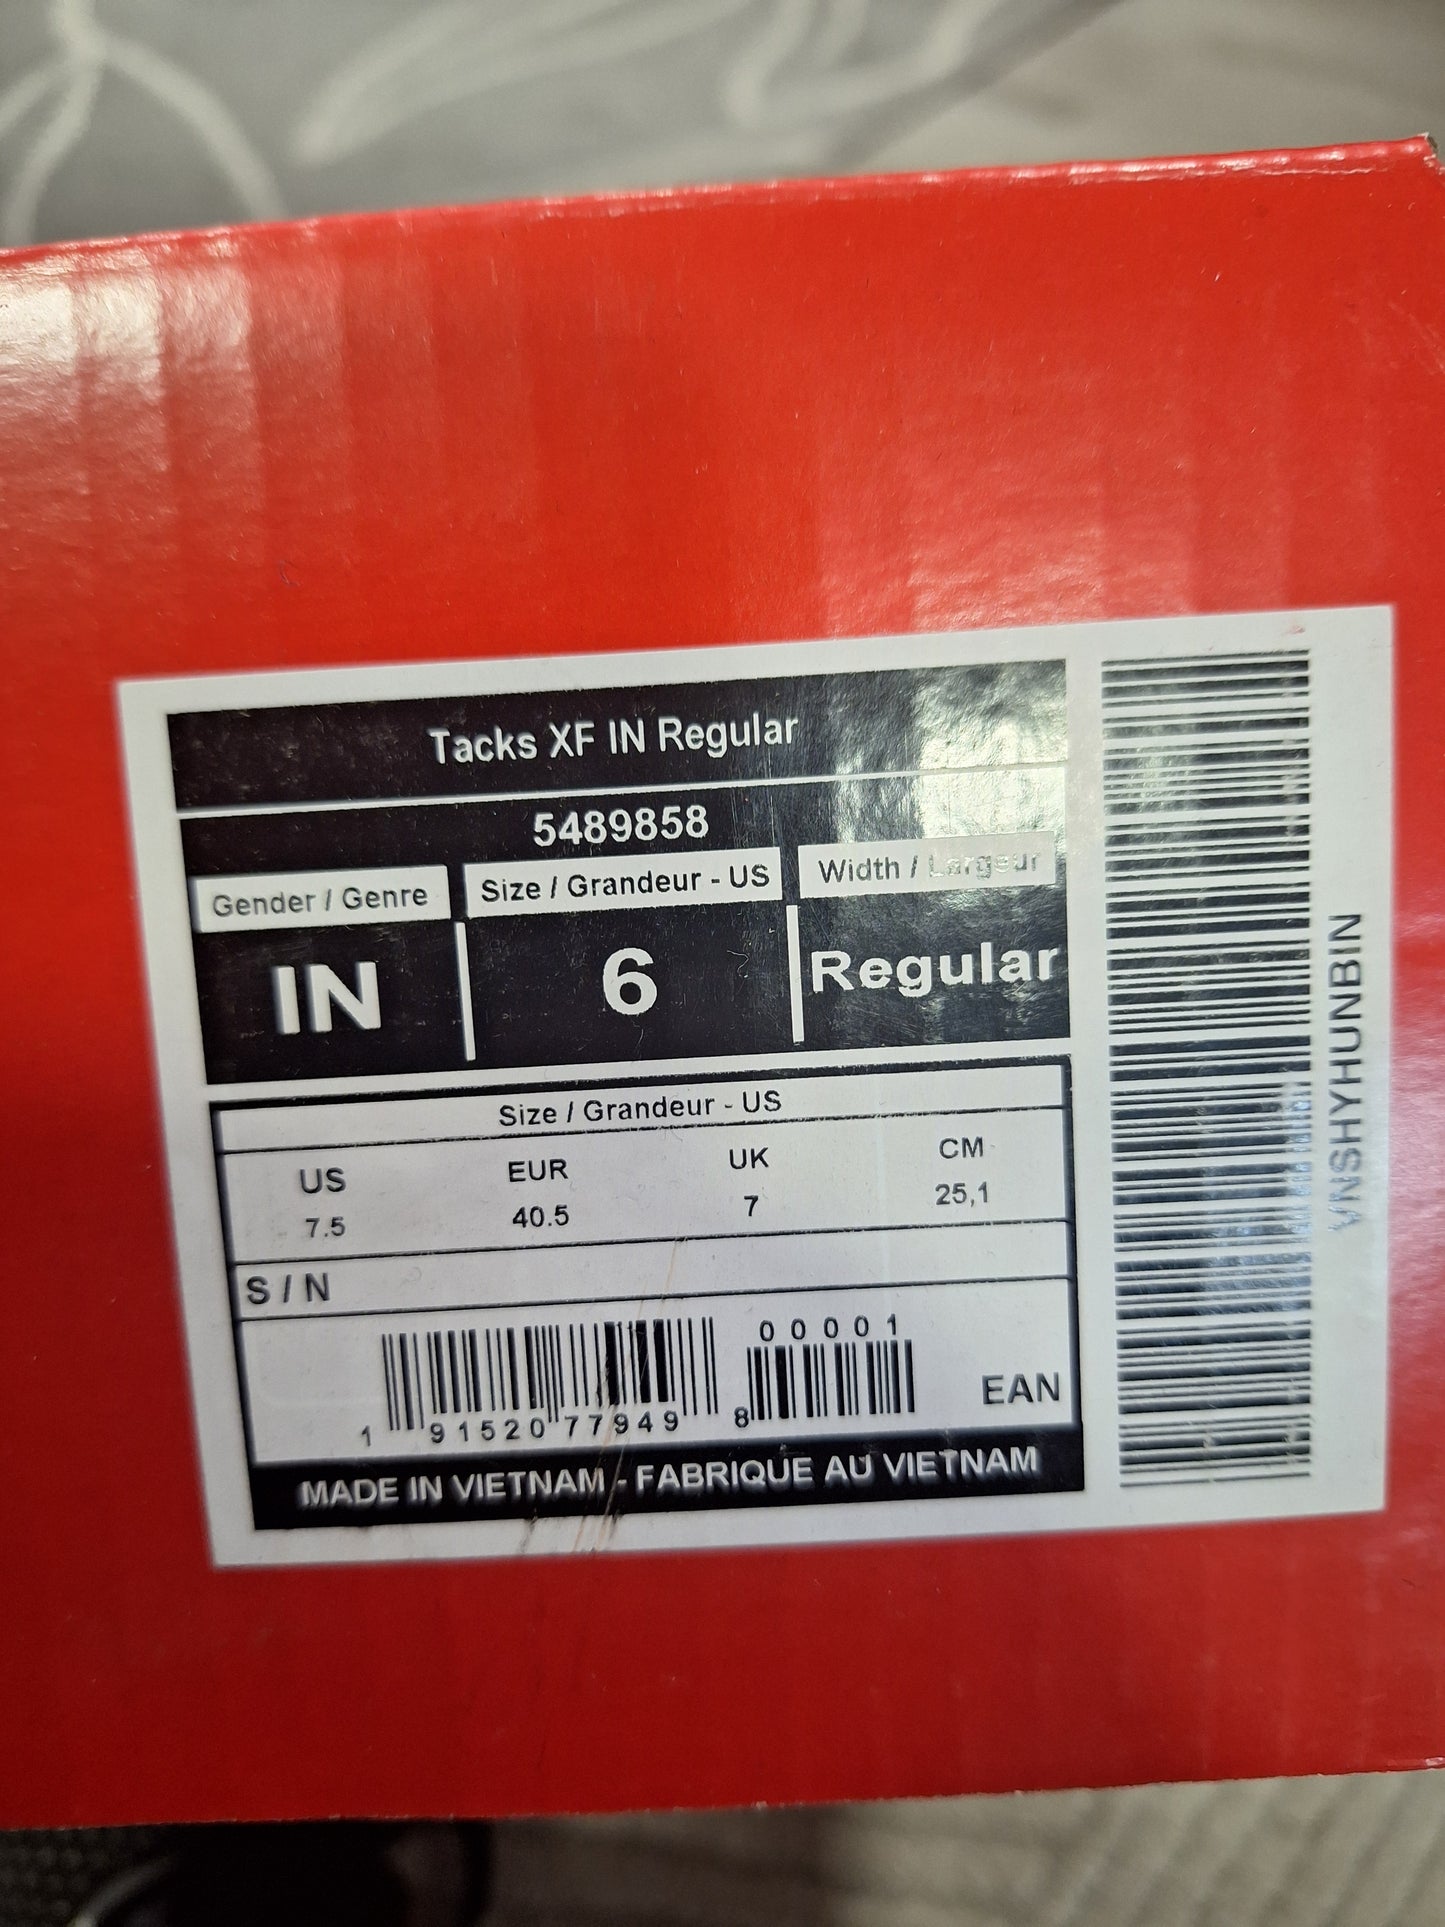 Tacks XF IN Regular
5489858
Gender / Genre
Size / Grandeur - US
Width / Largeur
IN
6
Regular
Size / Grandeur - US
US EUR UK CM
7.5 40.5 7 25,1
S / N
00001
1 91520 77949 8
EAN
MADE IN VIETNAM - FABRIQUE AU VIETNAM
VNSHYHUNBIN